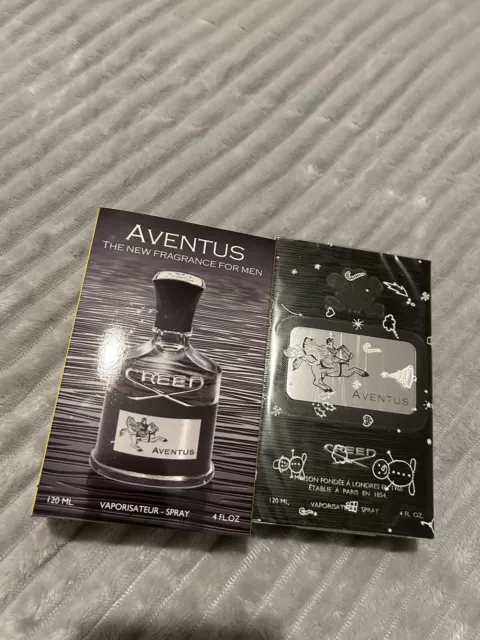 AVENTUS
THE NEW FRAGRANCE FOR MEN
CREED
AVENTUS
120 ML.
VAPORISATEUR - SPRAY
4 FL.OZ.
AVENTUS
CREED
MAISON FONDÉE À LONDRES EN 1760
ÉTABLIE À PARIS EN 1854.
120 ML.
VAPORISATEUR SPRAY
4 FL.OZ.